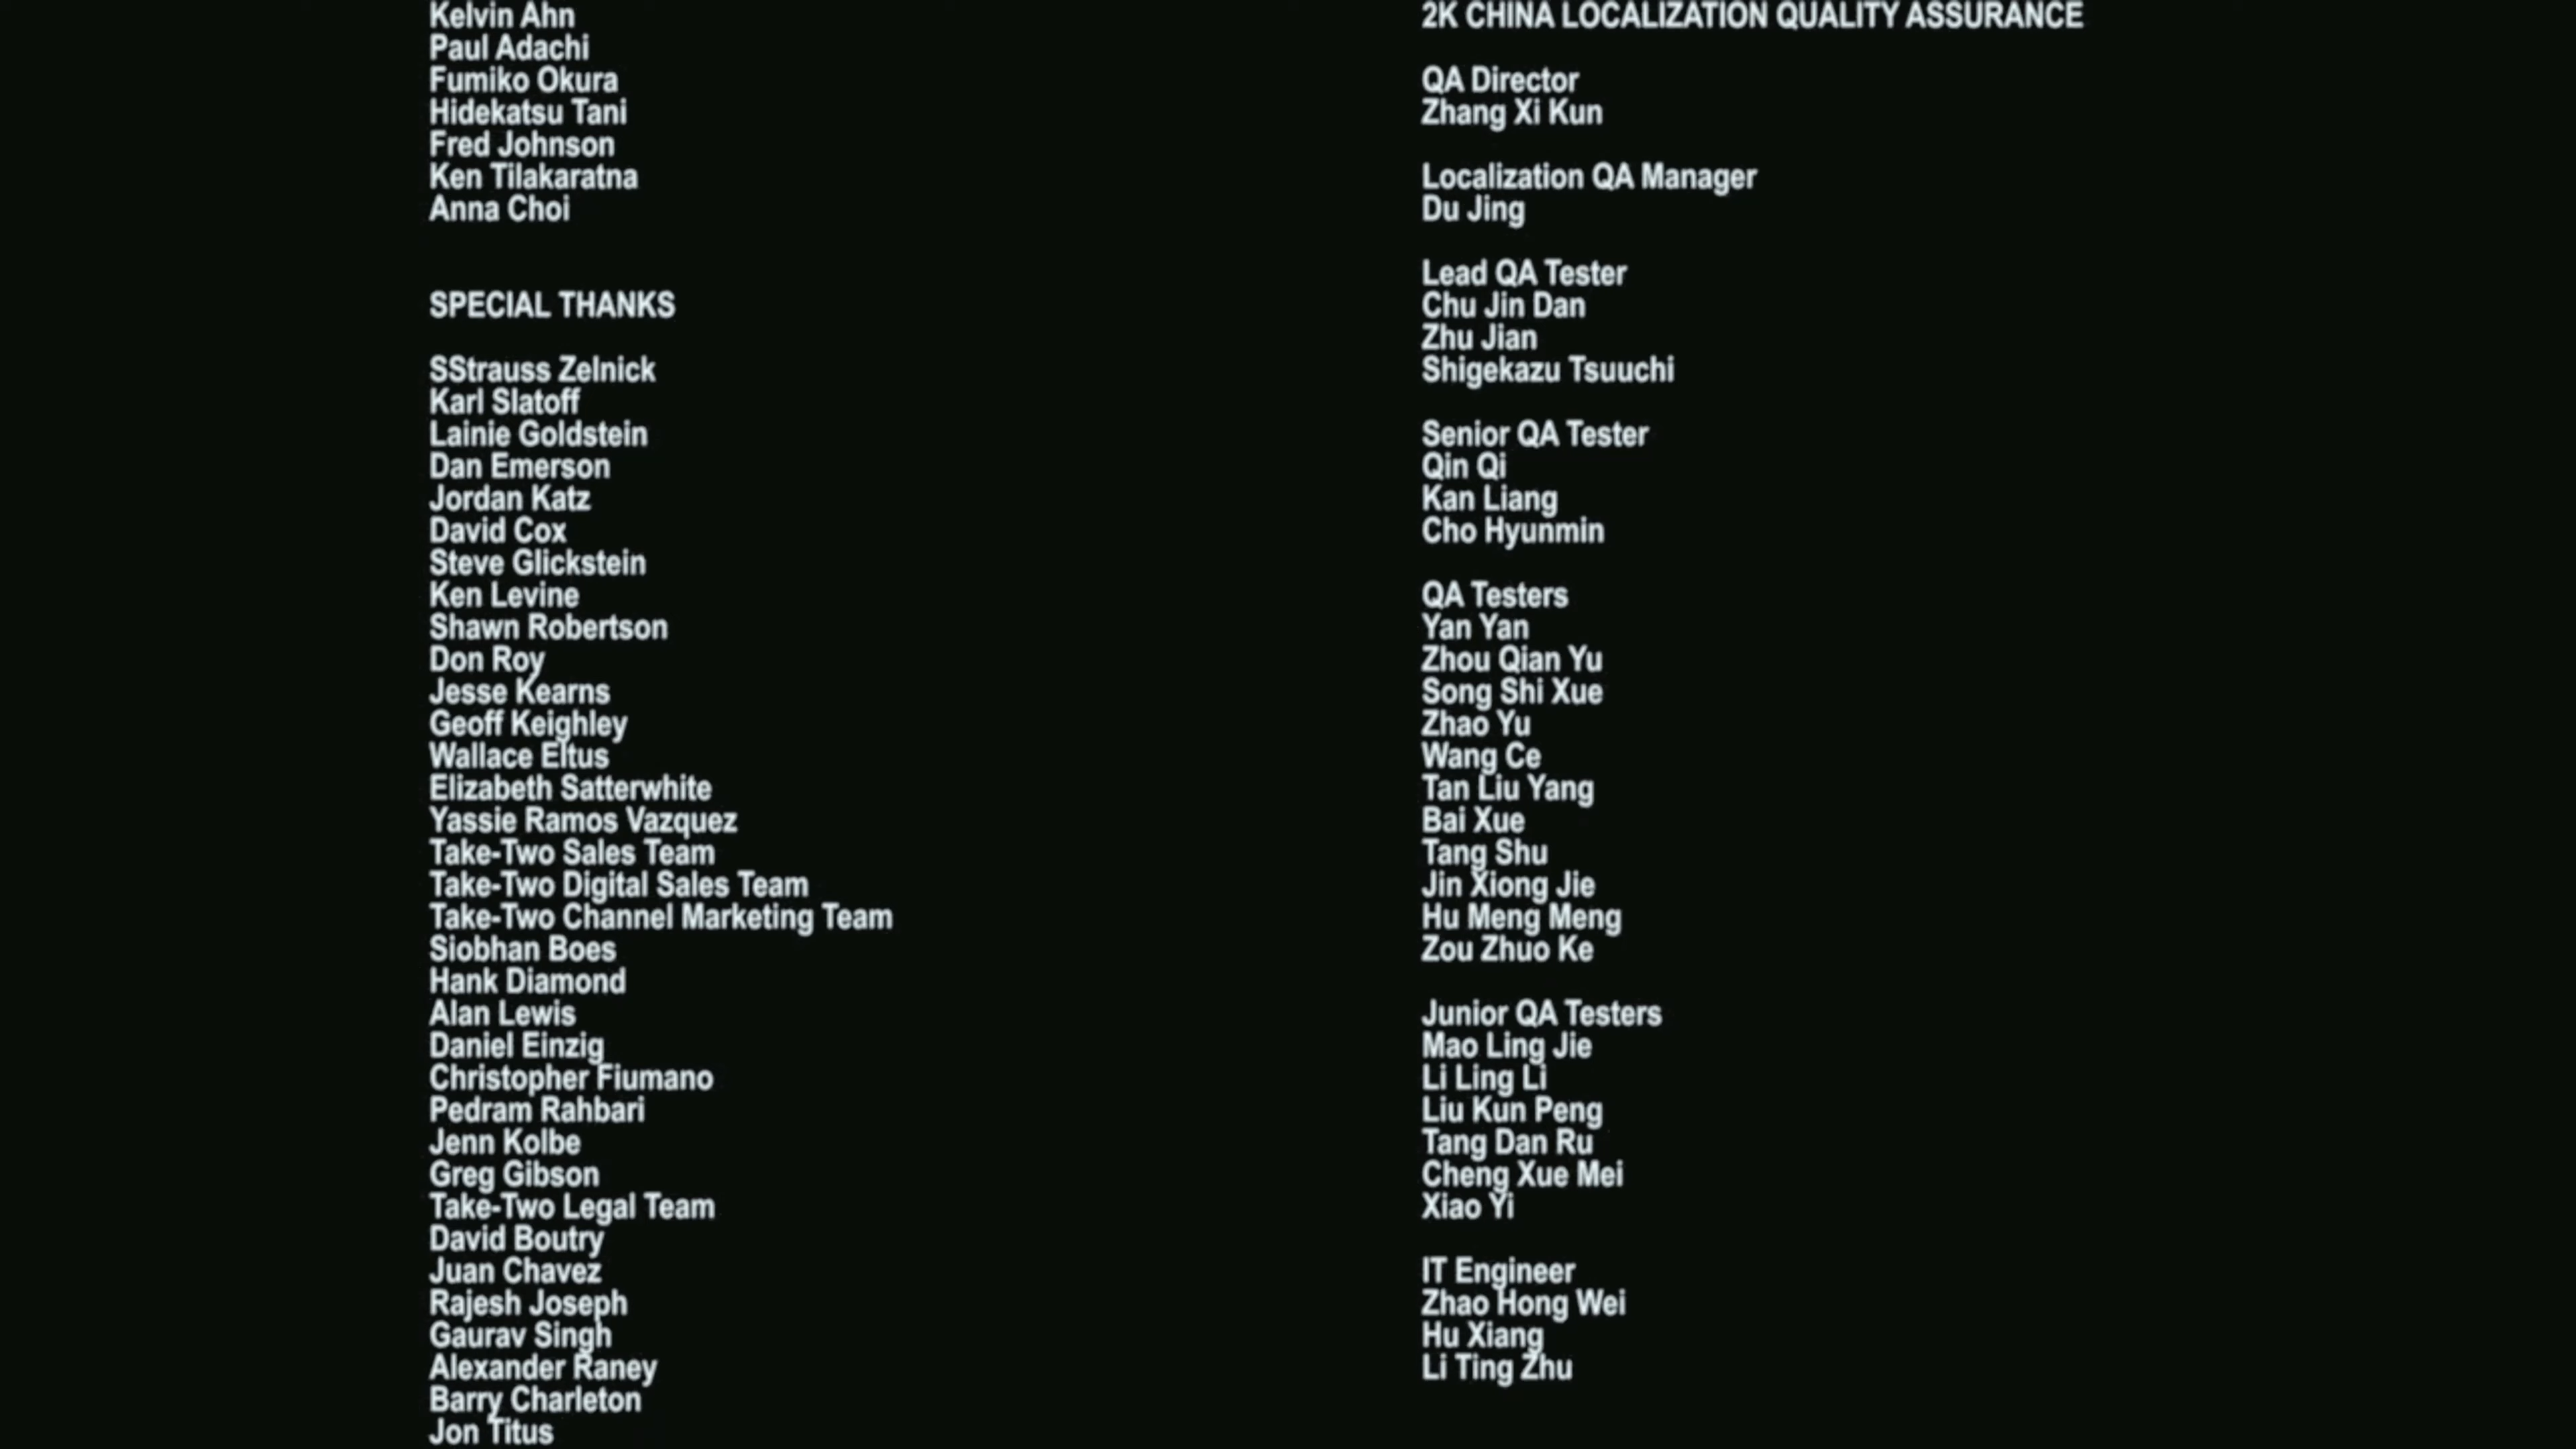 Kelvin Ahn
Paul Adachi
Fumiko Okura
Hidekatsu Tani
Fred Johnson
Ken Tilakaratna
Anna Choi
SPECIAL THANKS
SStrauss Zelnick
Karl Slatoff
Lainie Goldstein
Dan Emerson
Jordan Katz
David Cox
Steve Glickstein
Ken Levine
Shawn Robertson
Don Roy
Jesse Kearns
Geoff Keighley
Wallace Eltus
Elizabeth Satterwhite
Yassie Ramos Vazquez
Take-Two Sales Team
Take-Two Digital Sales Team
Take-Two Channel Marketing Team
Siobhan Boes
Hank Diamond
Alan Lewis
Daniel Einzig
Christopher Fiumano
Pedram Rahbari
Jenn Kolbe
Greg Gibson
Take-Two Legal Team
David Boutry
Juan Chavez
Rajesh Joseph
Gaurav Singh
Alexander Raney
Barry Charleton
Jon Titus
2K CHINA LOCALIZATION QUALITY ASSURANCE
QA Director
Zhang Xi Kun
Localization QA Manager
Du Jing
Lead QA Tester
Chu Jin Dan
Zhu Jian
Shigekazu Tsuuchi
Senior QA Tester
Qin Qi
Kan Liang
Cho Hyunmin
QA Testers
Yan Yan
Zhou Qian Yu
Song Shi Xue
Zhao Yu
Wang Ce
Tan Liu Yang
Bai Xue
Tang Shu
Jin Xiong Jie
Hu Meng Meng
Zou Zhuo Ke
Junior QA Testers
Mao Ling Jie
Li Ling Li
Liu Kun Peng
Tang Dan Ru
Cheng Xue Mei
Xiao Yi
IT Engineer
Zhao Hong Wei
Hu Xiang
Li Ting Zhu